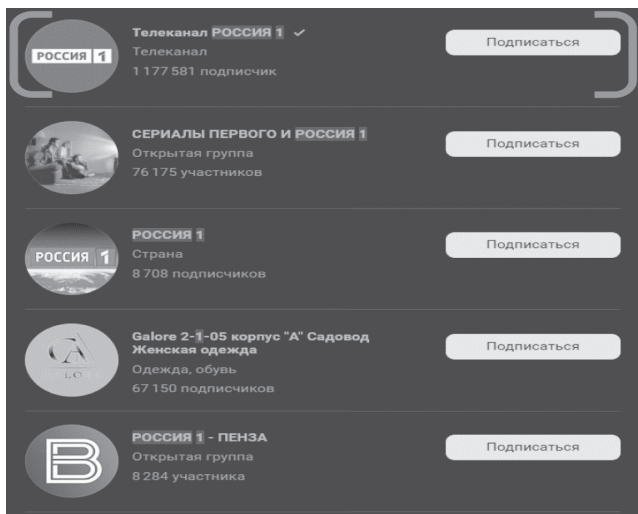 РОССИЯ 1
Телеканал РОССИЯ 1
Телеканал
1 177 581 подписчик
Подписаться
СЕРИАЛЫ ПЕРВОГО И РОССИЯ 1
Открытая группа
76 175 участников
Подписаться
РОССИЯ 1
РОССИЯ 1
Страна
8 708 подписчиков
Подписаться
Galore 2-1-05 корпус "А" Садовод
Женская одежда
Одежда, обувь
67 150 подписчиков
Подписаться
РОССИЯ 1 - ПЕНЗА
Открытая группа
8 284 участника
Подписаться